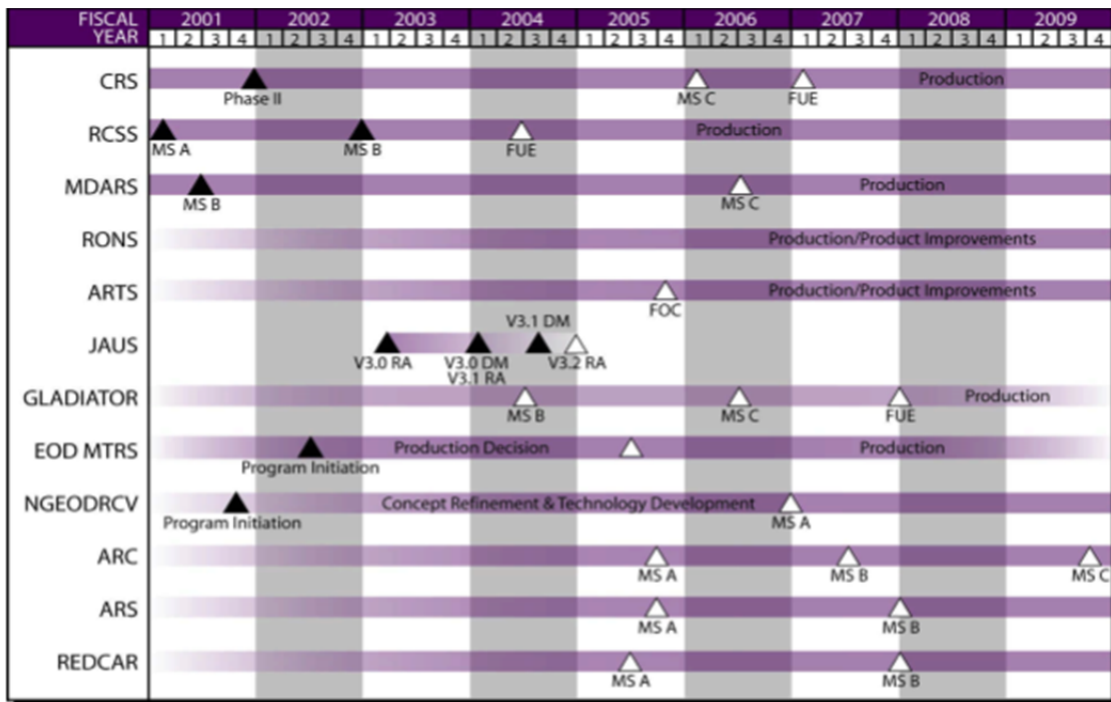 FISCAL YEAR 2001 2002 2003 2004 2005 2006 2007 2008 2009
1 2 3 4 1 2 3 4 1 2 3 4 1 2 3 4 1 2 3 4 1 2 3 4 1 2 3 4 1 2 3 4 1 2 3 4
CRS Production
Phase II MS C FUE
RCSS Production
MS A MS B FUE
MDARS Production
MS B MS C
RONS Production/Product Improvements
ARTS Production/Product Improvements
FOC
V3.1 DM
JAUS
V3.0 RA V3.0 DM V3.2 RA
V3.1 RA
GLADIATOR Production
MS B MS C FUE
EOD MTRS Production Decision Production
Program Initiation
NGEODRCV Concept Refinement & Technology Development
Program Initiation MS A
ARC
MS A MS B MS C
ARS
MS A MS B
REDCAR
MS A MS B